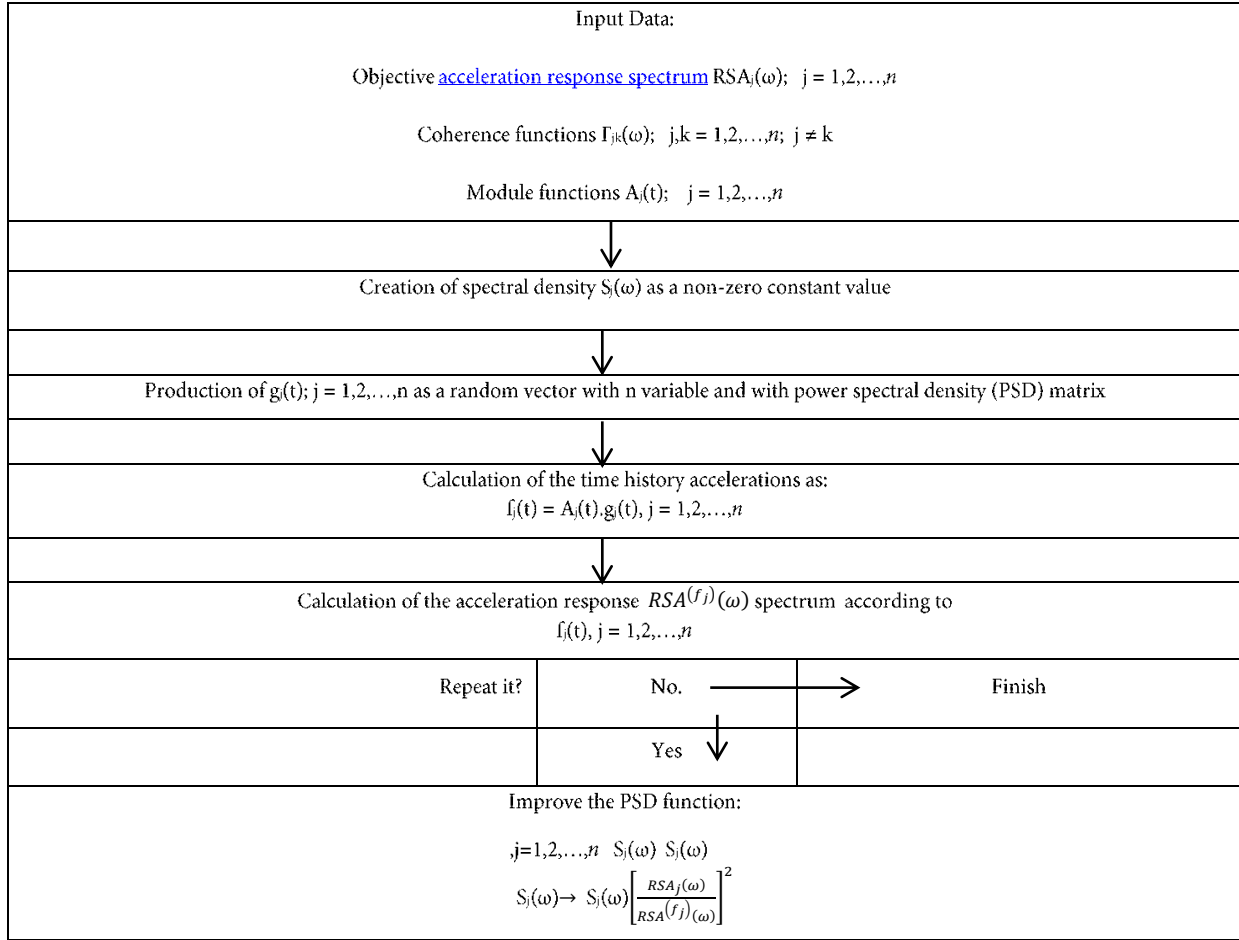 Input Data:
Objective acceleration response spectrum RSAⱼ(ω); j = 1,2,…,n
Coherence functions Γⱼₖ(ω); j,k = 1,2,…,n; j ≠ k
Module functions Aⱼ(t); j = 1,2,…,n
Creation of spectral density Sⱼ(ω) as a non-zero constant value
Production of gⱼ(t); j = 1,2,…,n as a random vector with n variable and with power spectral density (PSD) matrix
Calculation of the time history accelerations as:
fⱼ(t) = Aⱼ(t).gⱼ(t), j = 1,2,…,n
Calculation of the acceleration response RSA^(fⱼ)(ω) spectrum according to
fⱼ(t), j = 1,2,…,n
Repeat it? No. → Finish
Yes
Improve the PSD function:
,j=1,2,…,n Sⱼ(ω) Sⱼ(ω)
Sⱼ(ω)→ Sⱼ(ω)[RSAⱼ(ω)/RSA^(fⱼ)(ω)]²